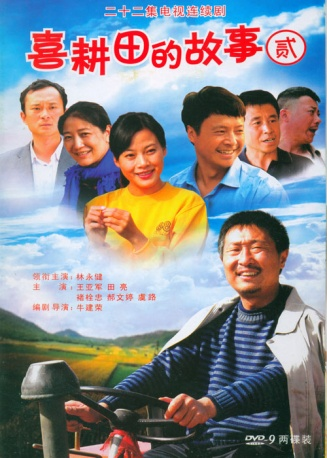 二十二集电视连续剧
喜耕田的故事 贰
领衔主演:林永健
主 演:王亚军 田 亮
褚栓忠 郝文婷 虞 路
编剧导演:牛建荣
DVD-9 两碟装